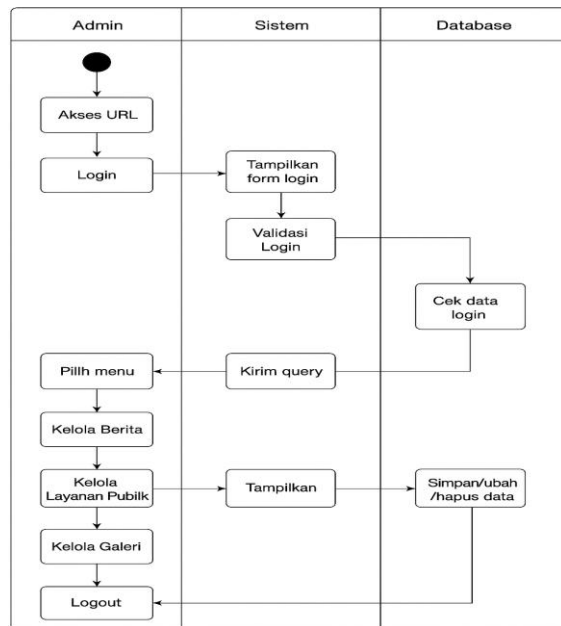 Admin
Sistem
Database
Akses URL
Login
Tampilkan
form login
Validasi
Login
Cek data
login
Kirim query
Pillh menu
Kelola Berita
Kelola
Layanan Pubilk
Tampilkan
Simpan/ubah
/hapus data
Kelola Galeri
Logout